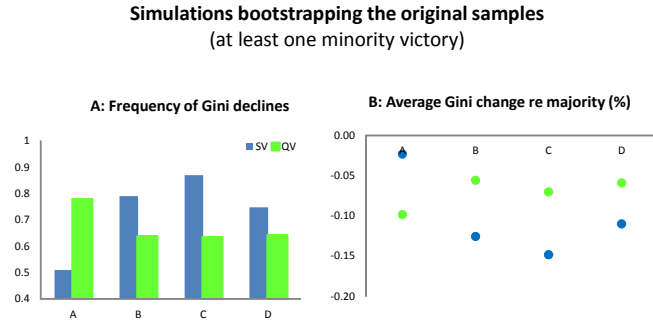 Simulations bootstrapping the original samples
(at least one minority victory)
A: Frequency of Gini declines
1
0.9
0.8
0.7
0.6
0.5
0.4
SV QV
A B C D
B: Average Gini change re majority (%)
0.00
-0.05
-0.10
-0.15
-0.20
A B C D